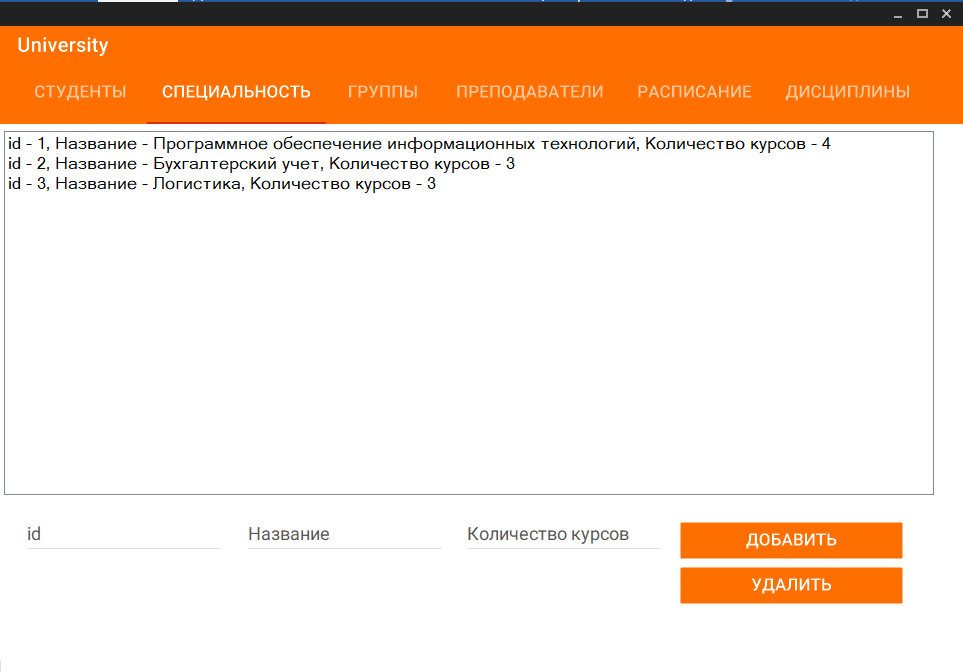 University
СТУДЕНТЫ СПЕЦИАЛЬНОСТЬ ГРУППЫ ПРЕПОДАВАТЕЛИ РАСПИСАНИЕ ДИСЦИПЛИНЫ
id - 1, Название - Программное обеспечение информационных технологий, Количество курсов - 4
id - 2, Название - Бухгалтерский учет, Количество курсов - 3
id - 3, Название - Логистика, Количество курсов - 3
id Название Количество курсов ДОБАВИТЬ
УДАЛИТЬ